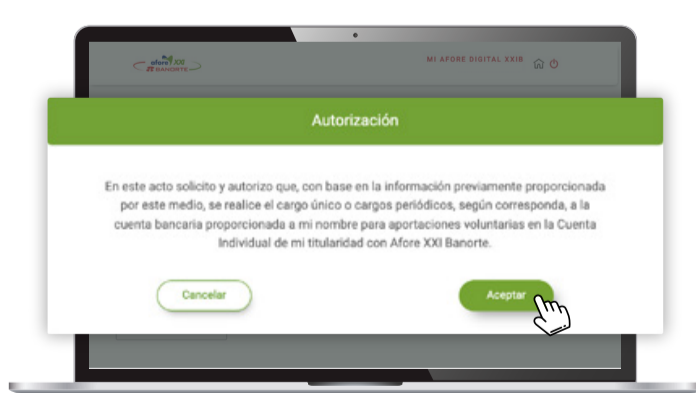 afore XXI
BANORTE
MI AFORE DIGITAL XXIB
Autorización
En este acto solicito y autorizo que, con base en la información previamente proporcionada
por este medio, se realice el cargo único o cargos periódicos, según corresponda, a la
cuenta bancaria proporcionada a mi nombre para aportaciones voluntarias en la Cuenta
Individual de mi titularidad con Afore XXI Banorte.
Cancelar
Aceptar